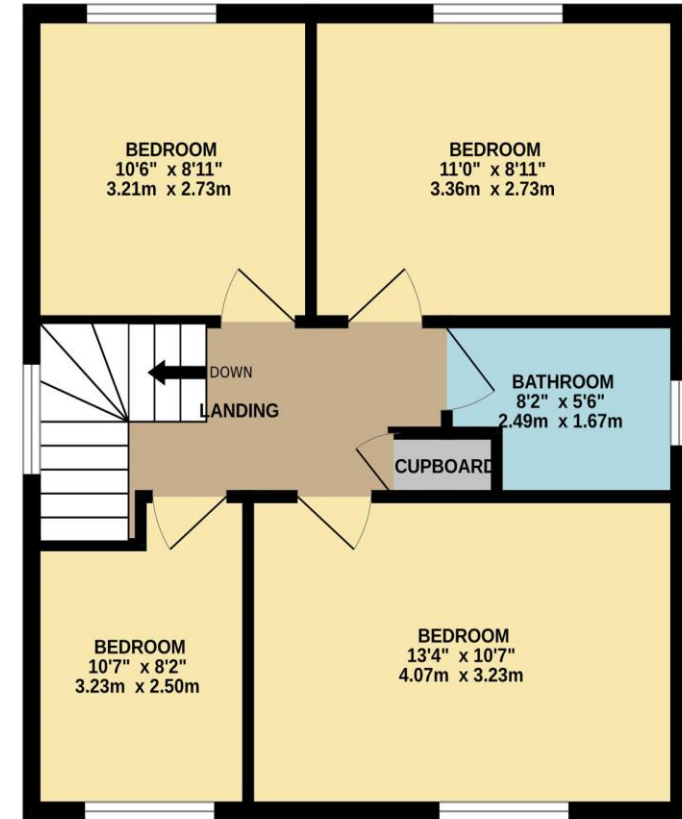 BEDROOM
10'6" x 8'11"
3.21m x 2.73m
BEDROOM
11'0" x 8'11"
3.36m x 2.73m
DOWN
LANDING
BATHROOM
8'2" x 5'6"
2.49m x 1.67m
CUPBOARD
BEDROOM
10'7" x 8'2"
3.23m x 2.50m
BEDROOM
13'4" x 10'7"
4.07m x 3.23m